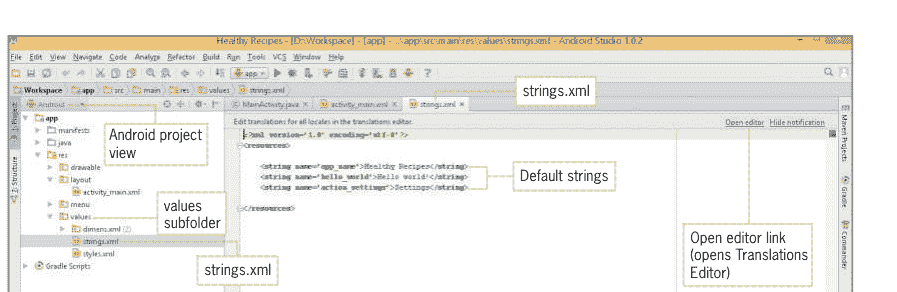 Healthy Recipes - [D:\Workspace] - [app] - ...\app\src\main\res\values\strings.xml - Android Studio 1.0.2
File Edit View Navigate Code Analyze Refactor Build Run Tools VCS Window Help
app
Workspace app src main res values strings.xml
strings.xml
Android
MainActivity.java activity_main.xml strings.xml
1: Project
app
Edit translations for all locales in the translations editor.
Open editor Hide notification
manifests
<?xml version="1.0" encoding="utf-8"?>
java
<resources>
Android project
view
res
drawable
<string name="app_name">Healthy Recipes</string>
layout
<string name="hello_world">Hello world!</string>
Default strings
activity_main.xml
<string name="action_settings">Settings</string>
menu
values
</resources>
values
subfolder
dimens.xml (2)
strings.xml
styles.xml
Gradle Scripts
strings.xml
Open editor link
(opens Translations
Editor)
2: Structure
Maven Projects
Gradle
Commander